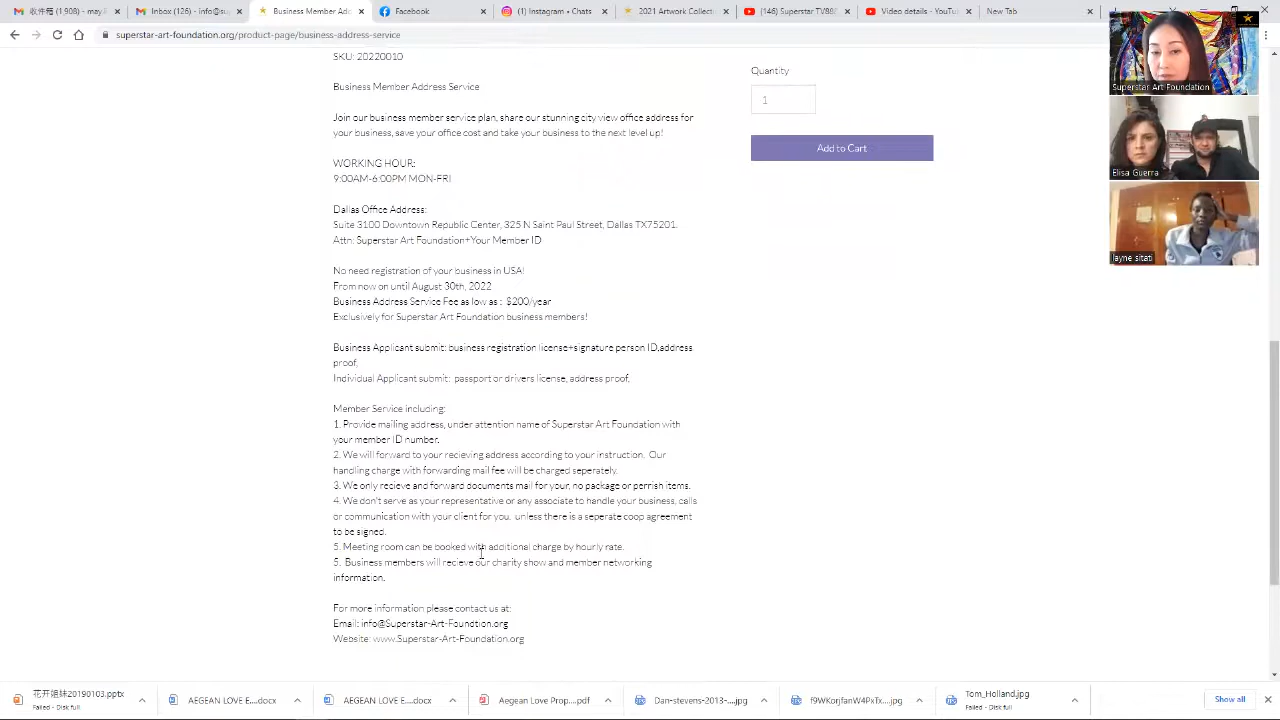 收件箱 (1,908) - may.li
Inbox (126) - info@su
Business Member Add
Facebook
(1) Instagram • Chats
2021 Artwork Collect
(16) Superstar
Video details - YouTu
New Tab
superstar-art-foundation.org/product-page/business-address-service
SKU: 20220010
Business Member Address Service
Join our business member service plan, share our stunning city view office address for
your business, save your office cost and take your business to the next level up!
WORKING HOUR:
9:00AM-6:00PM MON-FRI
Dallas Office Address:
Suite 3100 Downtown Republic Center, 325 N Saint Paul Street, Dallas TX75201.
Attn: Superstar Art Foundation+Your Member ID
No need registration your business in USA!
From now on until August 30th, 2022
Business Address Service Fee as low as : $200/year
Exclusively for Superstar Art Foundation business members!
Business Applicant submit: business registration license+signature person ID,address
proof,
Individual Applicant submit: passport or drivers license, address proof,
Member Service including:
1. Provide mailing address, under attention name of Superstar Art Foundation with
your member ID number.
2. We will forward to your recieving address according to your instruction. Our
handling charge with forwarding mail fee will be charged seperately.
3. We only recieve and forward documents mail for your, no package or perrish items.
4. We don't serve as your representative or any associate to handle your business, calls
or communication with your client for you. unless there is a seperate coop agreement
to be signed.
5. Meeting room can be booked with additional charge by hourly rate.
5. Business members will recieve our charity show and member networking
information.
For more information please contact us at:
Email: info@Superstar-Art-Foundtion.org
Website: www.Superstar-Art-Foundation.org
Quantity
1
Add to Cart
Superstar Art Foundation
Elisa Guerra
Jayne sitati
花开姐妹20190103.pptx
Failed - Disk full
AEGEAN LOVE E....docx
AEGEAN LOVE E....docx
Aegean Love Prop....pdf
Dan-stevens-2013-....jpg
f9WKorjfanW4PxTx....jpg
Tom_Holland.jpg
Failed - Disk full
Show all